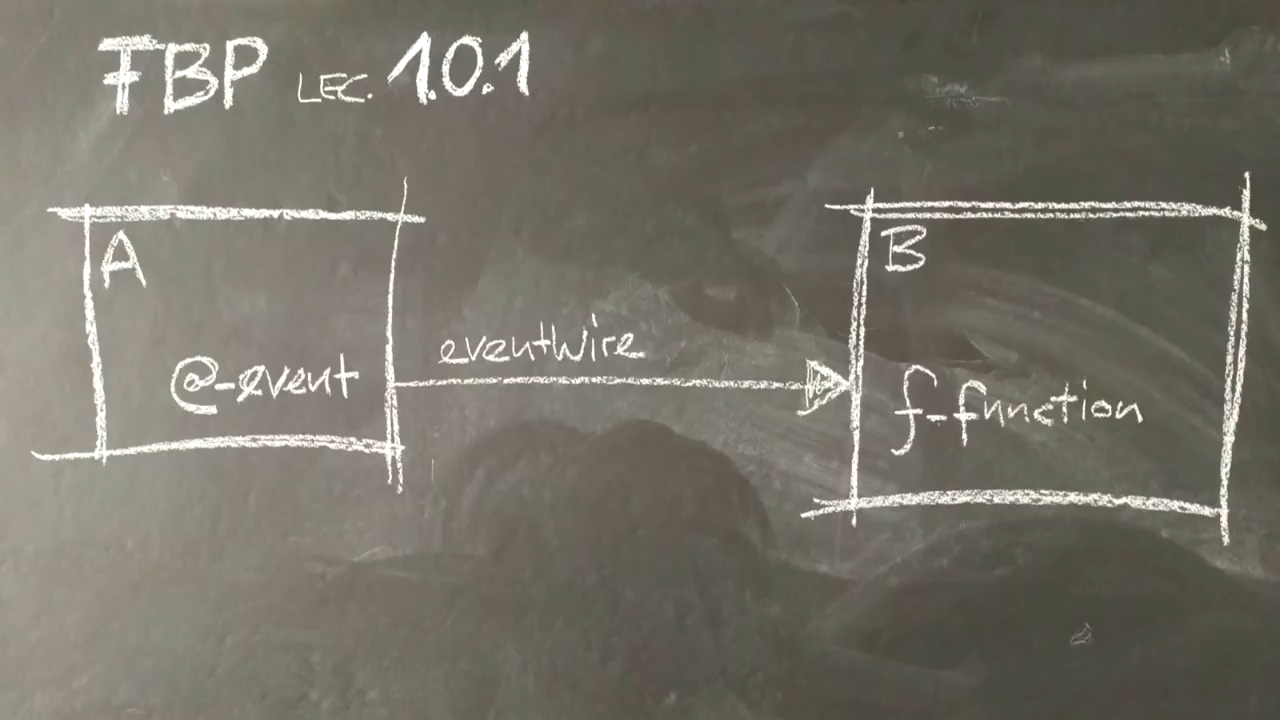 FBP LEC. 1.0.1
A
@-event
eventwire
B
f-function